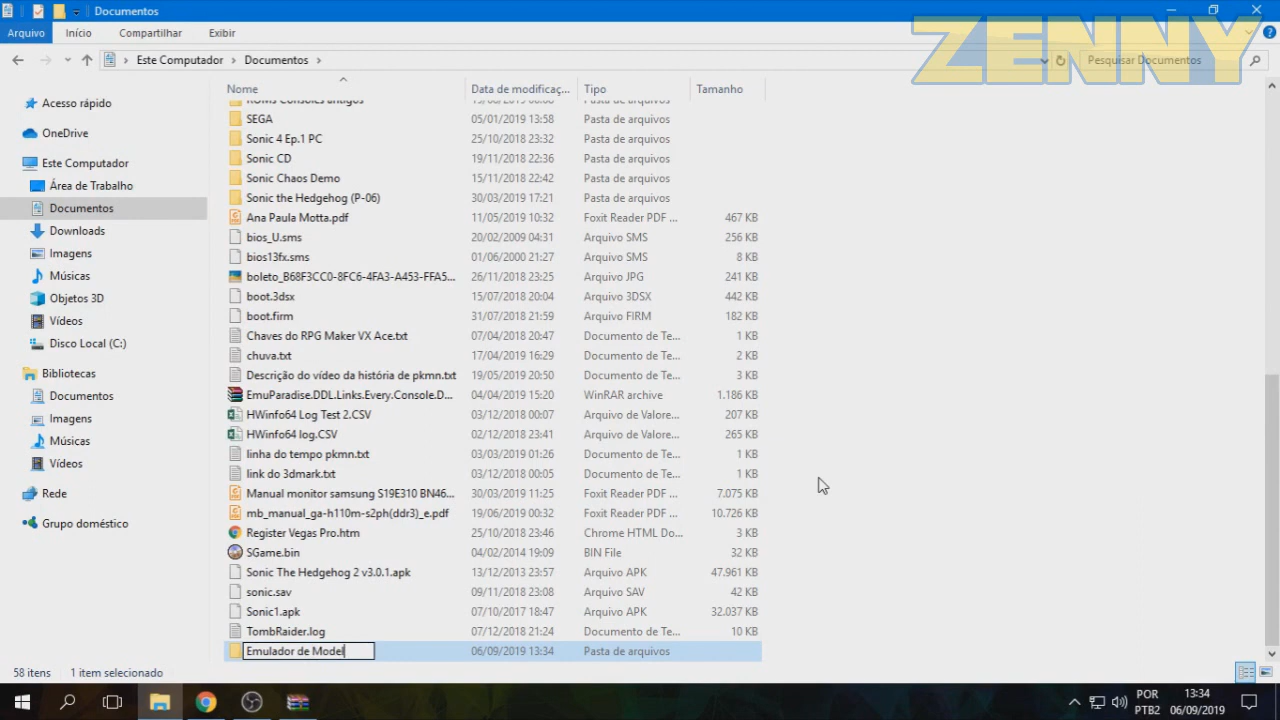 Documentos
ZENNY
Arquivo Início Compartilhar Exibir
Este Computador Documentos Pesquisar Documentos
Nome Data de modificaç... Tipo Tamanho
Acesso rápido
OneDrive
Este Computador
Área de Trabalho
Documentos
Downloads
Imagens
Músicas
Objetos 3D
Vídeos
Disco Local (C:)
Bibliotecas
Documentos
Imagens
Músicas
Vídeos
Rede
Grupo doméstico
ROMs Consoles antigos Pasta de arquivos
SEGA 05/01/2019 13:58 Pasta de arquivos
Sonic 4 Ep.1 PC 25/10/2018 23:32 Pasta de arquivos
Sonic CD 19/11/2018 22:36 Pasta de arquivos
Sonic Chaos Demo 15/11/2018 22:42 Pasta de arquivos
Sonic the Hedgehog (P-06) 30/03/2019 17:21 Pasta de arquivos
Ana Paula Motta.pdf 11/05/2019 10:32 Foxit Reader PDF ... 467 KB
bios_U.sms 20/02/2009 04:31 Arquivo SMS 256 KB
bios13fx.sms 01/06/2000 21:27 Arquivo SMS 8 KB
boleto_B68F3CC0-8FC6-4FA3-A453-FFA5... 26/11/2018 23:25 Arquivo JPG 241 KB
boot.3dsx 15/07/2018 20:04 Arquivo 3DSX 442 KB
boot.firm 31/07/2018 21:59 Arquivo FIRM 182 KB
Chaves do RPG Maker VX Ace.txt 07/04/2018 20:47 Documento de Te... 1 KB
chuva.txt 17/04/2019 16:29 Documento de Te... 2 KB
Descrição do vídeo da história de pkmn.txt 19/05/2019 20:50 Documento de Te... 3 KB
EmuParadise.DDL.Links.Every.Console.D... 04/04/2019 15:20 WinRAR archive 1.186 KB
HWinfo64 Log Test 2.CSV 03/12/2018 00:07 Arquivo de Valore... 207 KB
HWinfo64 log.CSV 02/12/2018 23:41 Arquivo de Valore... 265 KB
linha do tempo pkmn.txt 03/03/2019 01:26 Documento de Te... 1 KB
link do 3dmark.txt 03/12/2018 00:05 Documento de Te... 1 KB
Manual monitor samsung S19E310 BN46... 30/03/2019 11:25 Foxit Reader PDF ... 7.075 KB
mb_manual_ga-h110m-s2ph(ddr3)_e.pdf 19/06/2019 00:32 Foxit Reader PDF ... 10.726 KB
Register Vegas Pro.htm 25/10/2018 23:46 Chrome HTML Do... 3 KB
SGame.bin 04/02/2014 19:09 BIN File 32 KB
Sonic The Hedgehog 2 v3.0.1.apk 13/12/2013 23:57 Arquivo APK 47.961 KB
sonic.sav 09/11/2018 23:08 Arquivo SAV 42 KB
Sonic1.apk 07/10/2017 18:47 Arquivo APK 32.037 KB
TombRaider.log 07/12/2018 21:24 Documento de Te... 10 KB
Emulador de Model 06/09/2019 13:34 Pasta de arquivos
58 itens 1 item selecionado
POR 13:34
PTB2 06/09/2019